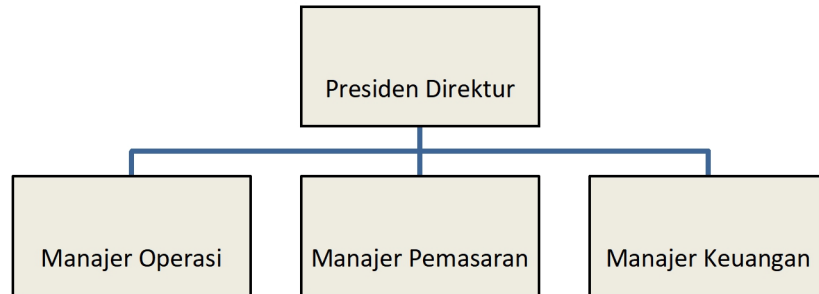 Presiden Direktur
Manajer Operasi
Manajer Pemasaran
Manajer Keuangan